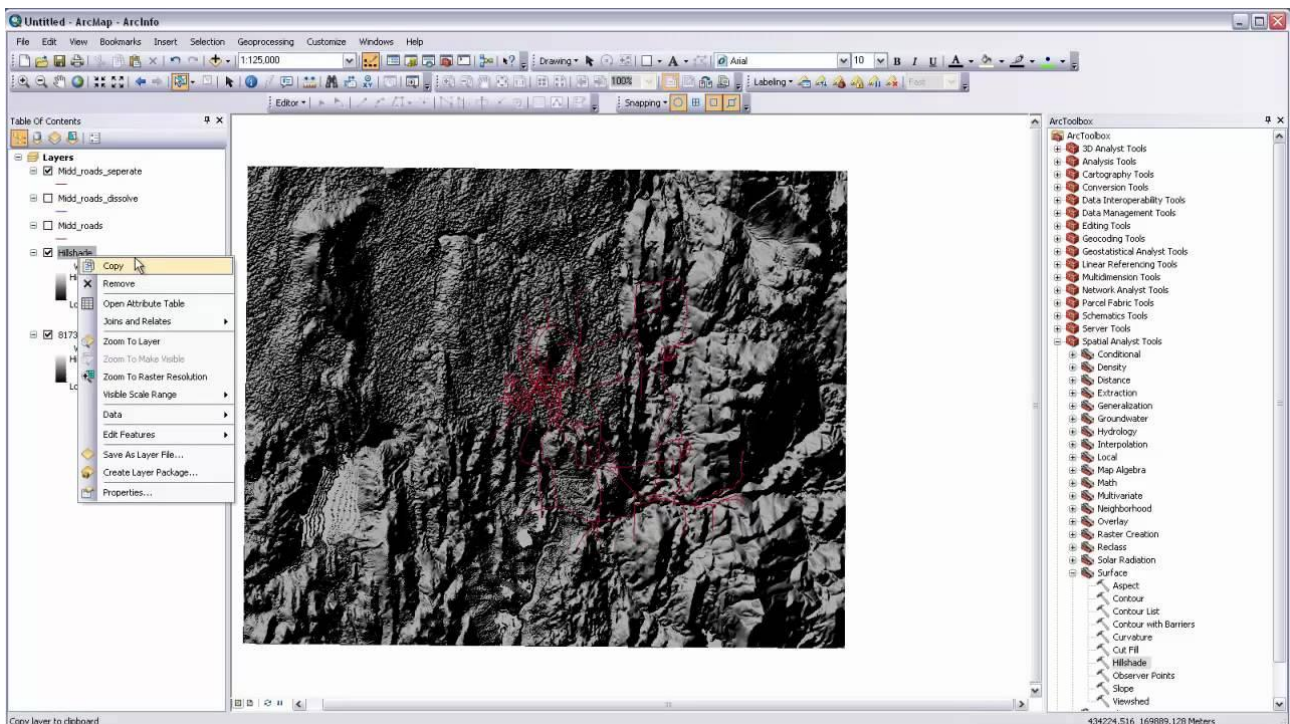 Untitled - ArcMap - ArcInfo
File Edit View Bookmarks Insert Selection Geoprocessing Customize Windows Help
1:125,000 Drawing A Arial 10 B I U A
100% Labeling Fast
Editor Snapping
Table Of Contents
Layers
Midd_roads_seperate
Midd_roads_dissolve
Midd_roads
Hillshade
Copy
Remove
Open Attribute Table
Joins and Relates
8173
Zoom To Layer
Zoom To Make Visible
Zoom To Raster Resolution
Visible Scale Range
Data
Edit Features
Save As Layer File...
Create Layer Package...
Properties...
ArcToolbox
ArcToolbox
3D Analyst Tools
Analysis Tools
Cartography Tools
Conversion Tools
Data Interoperability Tools
Data Management Tools
Editing Tools
Geocoding Tools
Geostatistical Analyst Tools
Linear Referencing Tools
Multidimension Tools
Network Analyst Tools
Parcel Fabric Tools
Schematics Tools
Server Tools
Spatial Analyst Tools
Conditional
Density
Distance
Extraction
Generalization
Groundwater
Hydrology
Interpolation
Local
Map Algebra
Math
Multivariate
Neighborhood
Overlay
Raster Creation
Reclass
Solar Radiation
Surface
Aspect
Contour
Contour List
Contour with Barriers
Curvature
Cut Fill
Hillshade
Observer Points
Slope
Viewshed
Copy layer to clipboard
434224.516 169889.128 Meters